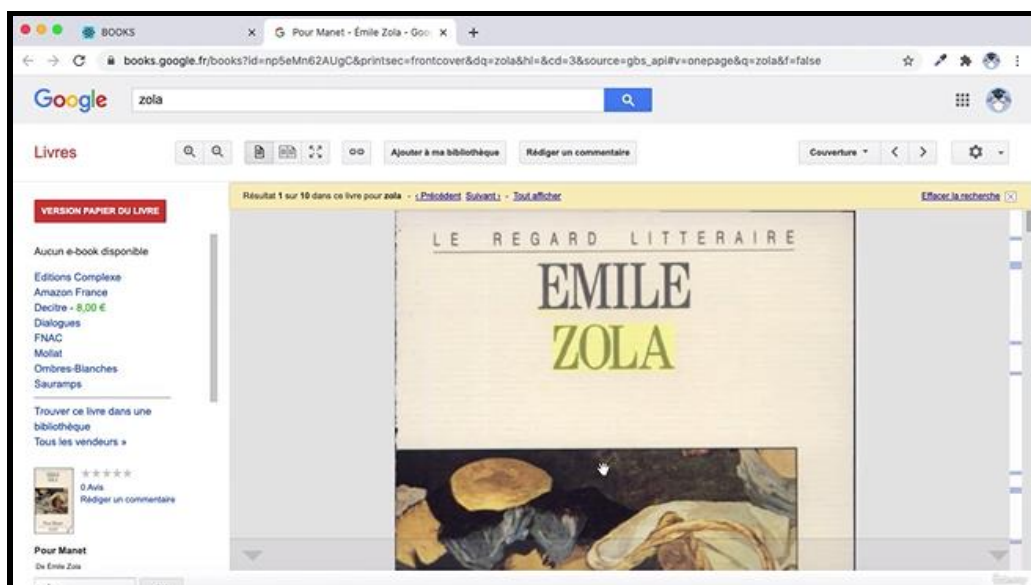 BOOKS
Pour Manet - Émile Zola - Goo
books.google.fr/books?id=np5eMn62AUgC&printsec=frontcover&dq=zola&hl=&cd=3&source=gbs_api#v=onepage&q=zola&f=false
Google zola
Livres Ajouter à ma bibliothèque Rédiger un commentaire Couverture
Résultat 1 sur 10 dans ce livre pour zola - ‹ Précédent Suivant › - Tout afficher Effacer la recherche
VERSION PAPIER DU LIVRE
Aucun e-book disponible
Editions Complexe
Amazon France
Decitre - 8,00 €
Dialogues
FNAC
Mollat
Ombres-Blanches
Sauramps
Trouver ce livre dans une
bibliothèque
Tous les vendeurs »
0 Avis
Rédiger un commentaire
Pour Manet
De Emile Zola
LE REGARD LITTERAIRE
EMILE
ZOLA